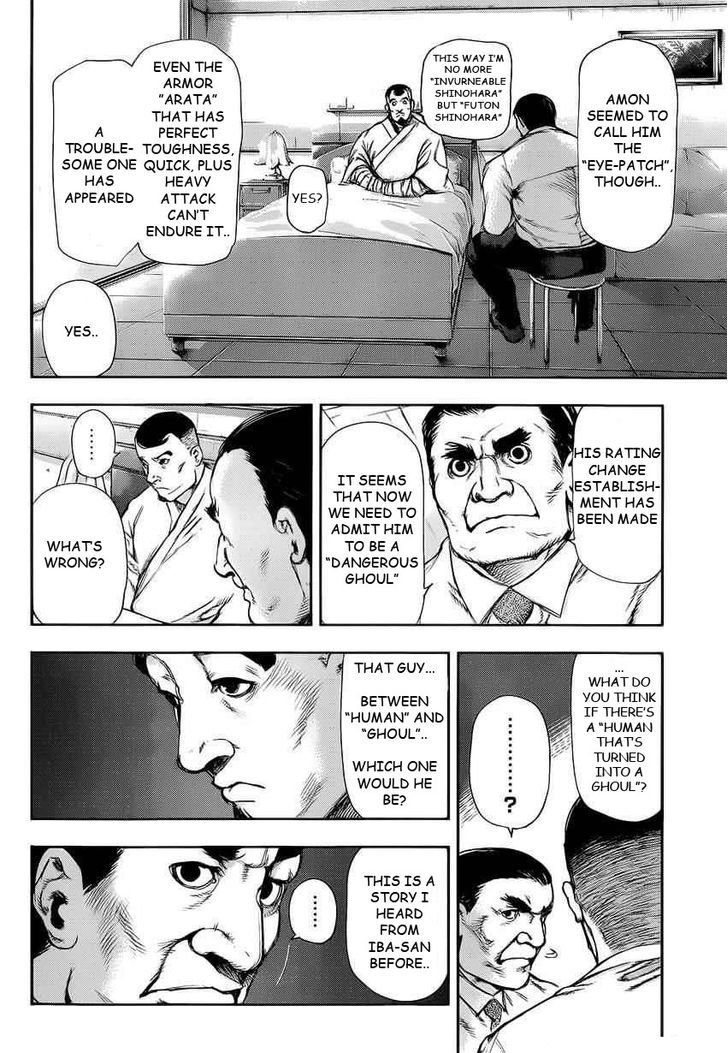 AMON
SEEMED TO
CALL HIM
THE
"EYE-PATCH",
THOUGH..
THIS WAY I'M
NO MORE
"INVURNEABLE
SHINOHARA"
BUT "FUTON
SHINOHARA"
YES?
EVEN THE
ARMOR
"ARATA"
THAT HAS
PERFECT
TOUGHNESS,
QUICK, PLUS
HEAVY
ATTACK
CAN'T
ENDURE IT..
A
TROUBLE-
SOME ONE
HAS
APPEARED
YES..
HIS RATING
CHANGE
ESTABLISH-
MENT HAS
BEEN MADE
IT SEEMS
THAT NOW
WE NEED TO
ADMIT HIM
TO BE A
"DANGEROUS
GHOUL"
......
WHAT'S
WRONG?
...
WHAT DO
YOU THINK
IF THERE'S
A "HUMAN
THAT'S
TURNED
INTO A
GHOUL"?
.........?
THAT GUY...
BETWEEN
"HUMAN" AND
"GHOUL"..
WHICH ONE
WOULD HE
BE?
THIS IS A
STORY I
HEARD
FROM
IBA-SAN
BEFORE..
......